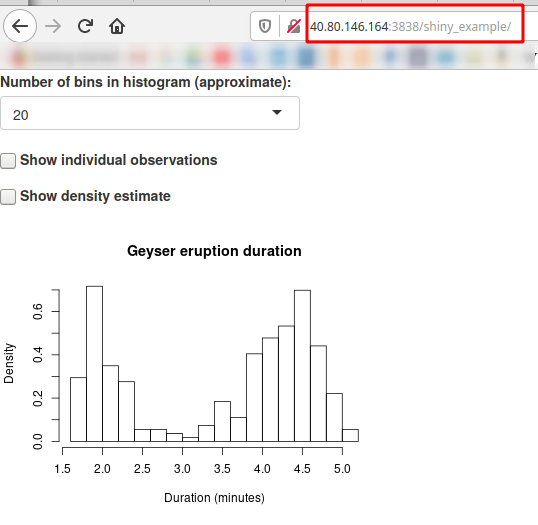 40.80.146.164:3838/shiny_example/
Number of bins in histogram (approximate):
20
Show individual observations
Show density estimate
Geyser eruption duration
Density
0.0 0.2 0.4 0.6
1.5 2.0 2.5 3.0 3.5 4.0 4.5 5.0
Duration (minutes)